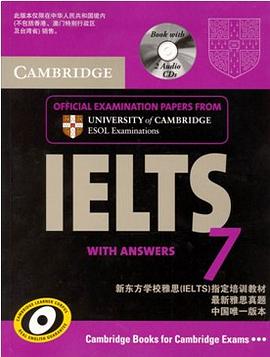 此版本仅限在中华人民共和国境内
(不包括香港、澳门特别行政区
及台湾省) 销售。
Book with
2 Audio
CDs
CAMBRIDGE
OFFICIAL EXAMINATION PAPERS FROM
UNIVERSITY of CAMBRIDGE
ESOL Examinations
IELTS
7
WITH ANSWERS
新东方学校雅思(IELTS)指定培训教材
最新雅思真题
中国唯一版本
Cambridge Books for Cambridge Exams